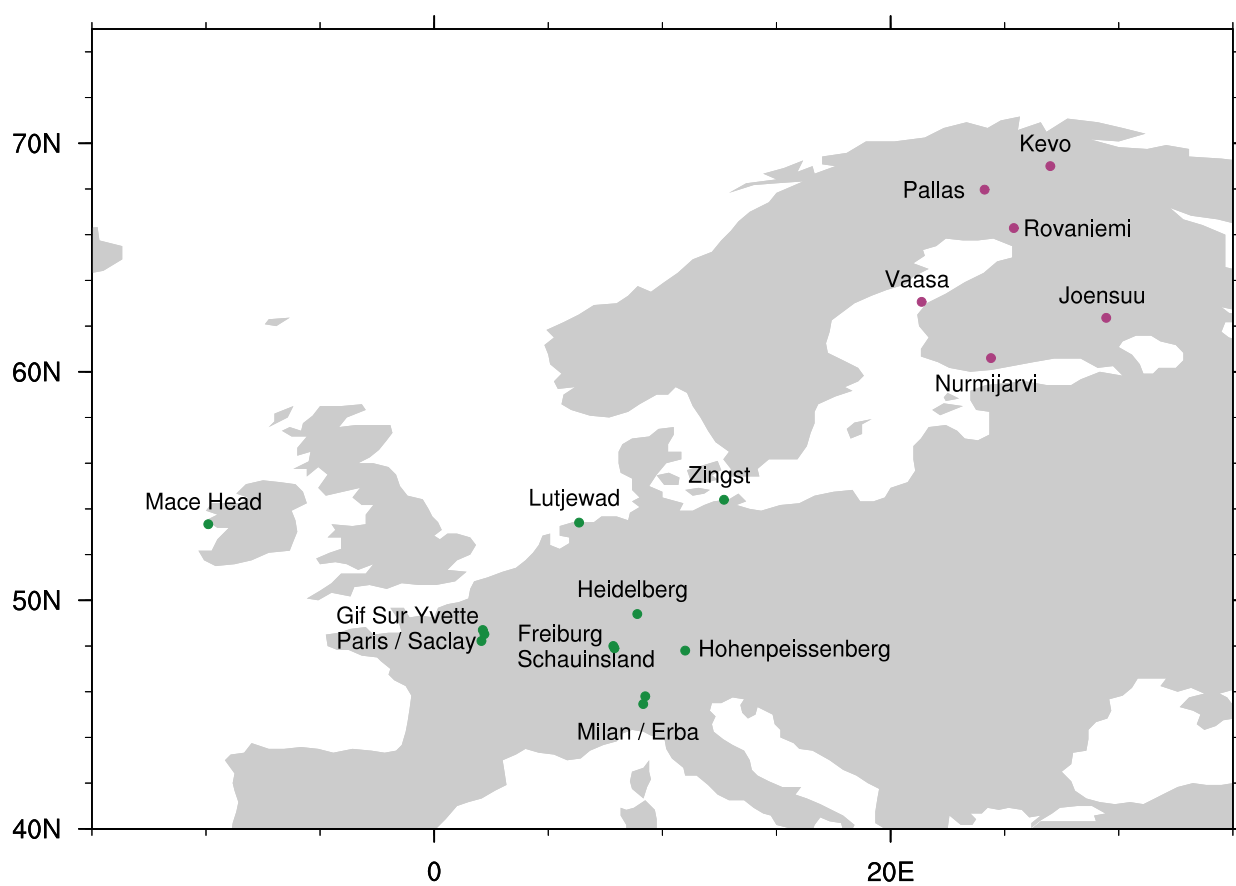 70N
Kevo
Pallas
Rovaniemi
Vaasa
Joensuu
60N
Nurmijarvi
Zingst
Lutjewad
Mace Head
50N
Heidelberg
Gif Sur Yvette
Paris / Saclay
Freiburg
Schauinsland
Hohenpeissenberg
Milan / Erba
40N
0
20E